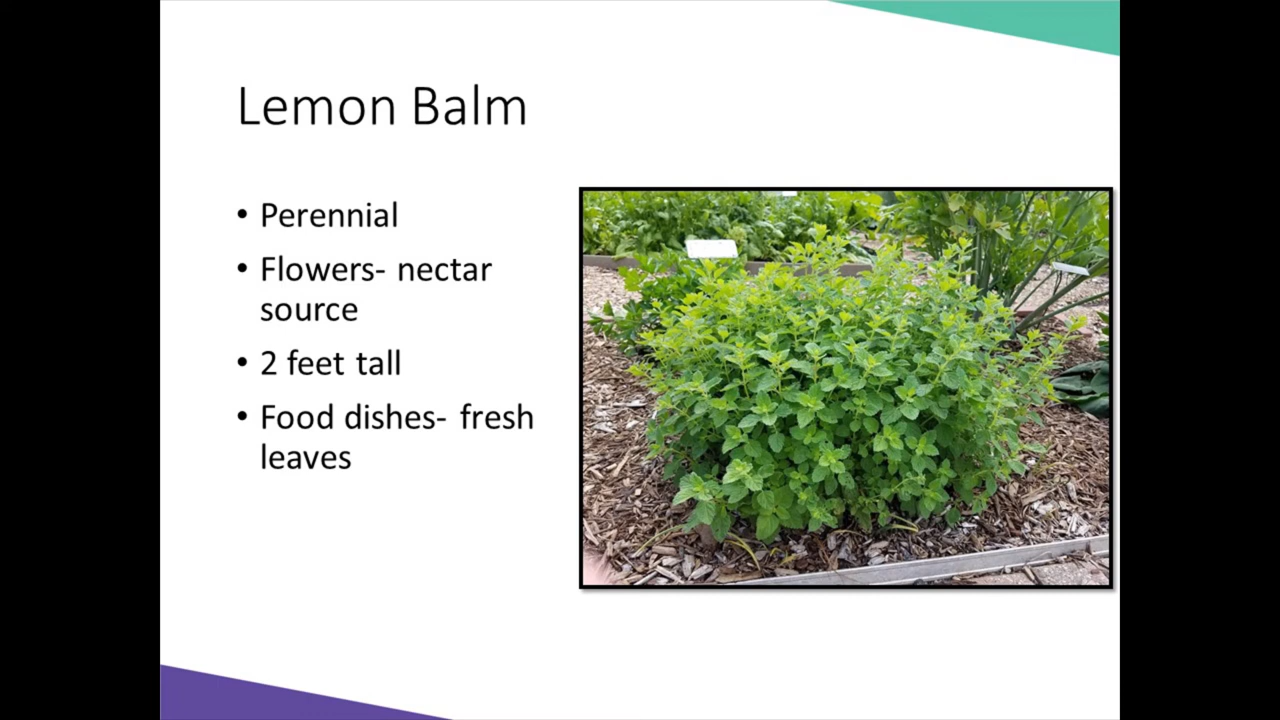 Lemon Balm
• Perennial
• Flowers- nectar
source
• 2 feet tall
• Food dishes- fresh
leaves